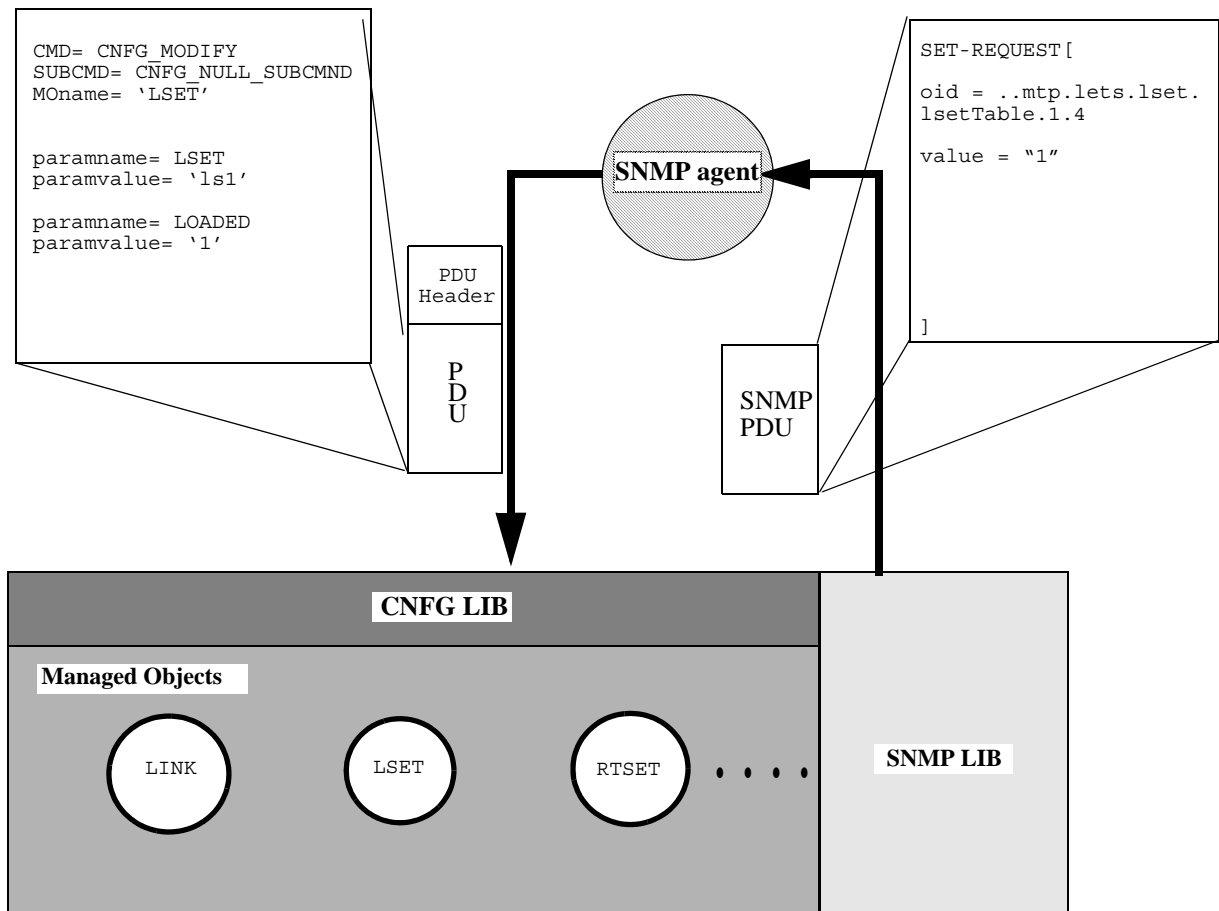 CMD= CNFG_MODIFY
SUBCMD= CNFG_NULL_SUBCMND
MOname= ‘LSET’
paramname= LSET
paramvalue= ‘ls1’
paramname= LOADED
paramvalue= ‘1’
SET-REQUEST[
oid = ..mtp.lets.lset.
lsetTable.1.4
value = “1”
]
SNMP agent
PDU
Header
P
D
U
SNMP
PDU
CNFG LIB
Managed Objects
LINK
LSET
RTSET
SNMP LIB